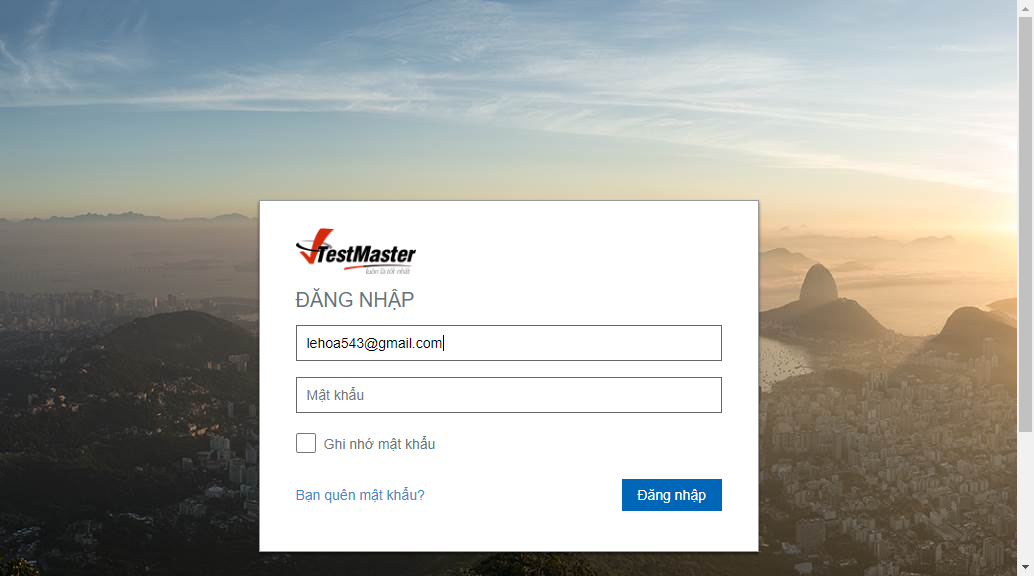 TestMaster
luôn là tốt nhất
ĐĂNG NHẬP
lehoa543@gmail.com
Mật khẩu
Ghi nhớ mật khẩu
Bạn quên mật khẩu?
Đăng nhập